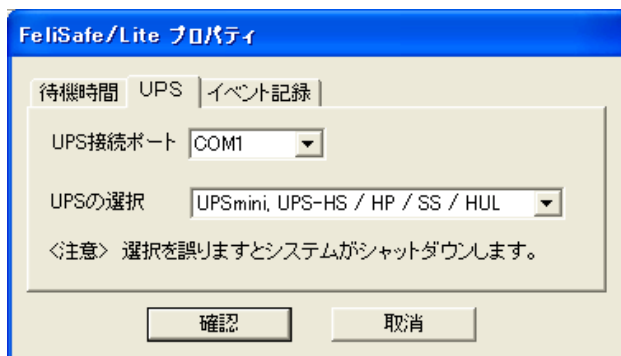 FeliSafe/Lite プロパティ
待機時間 UPS イベント記録
UPS接続ポート COM1
UPSの選択 UPSmini, UPS-HS / HP / SS / HUL
<注意> 選択を誤りますとシステムがシャットダウンします。
確認 取消